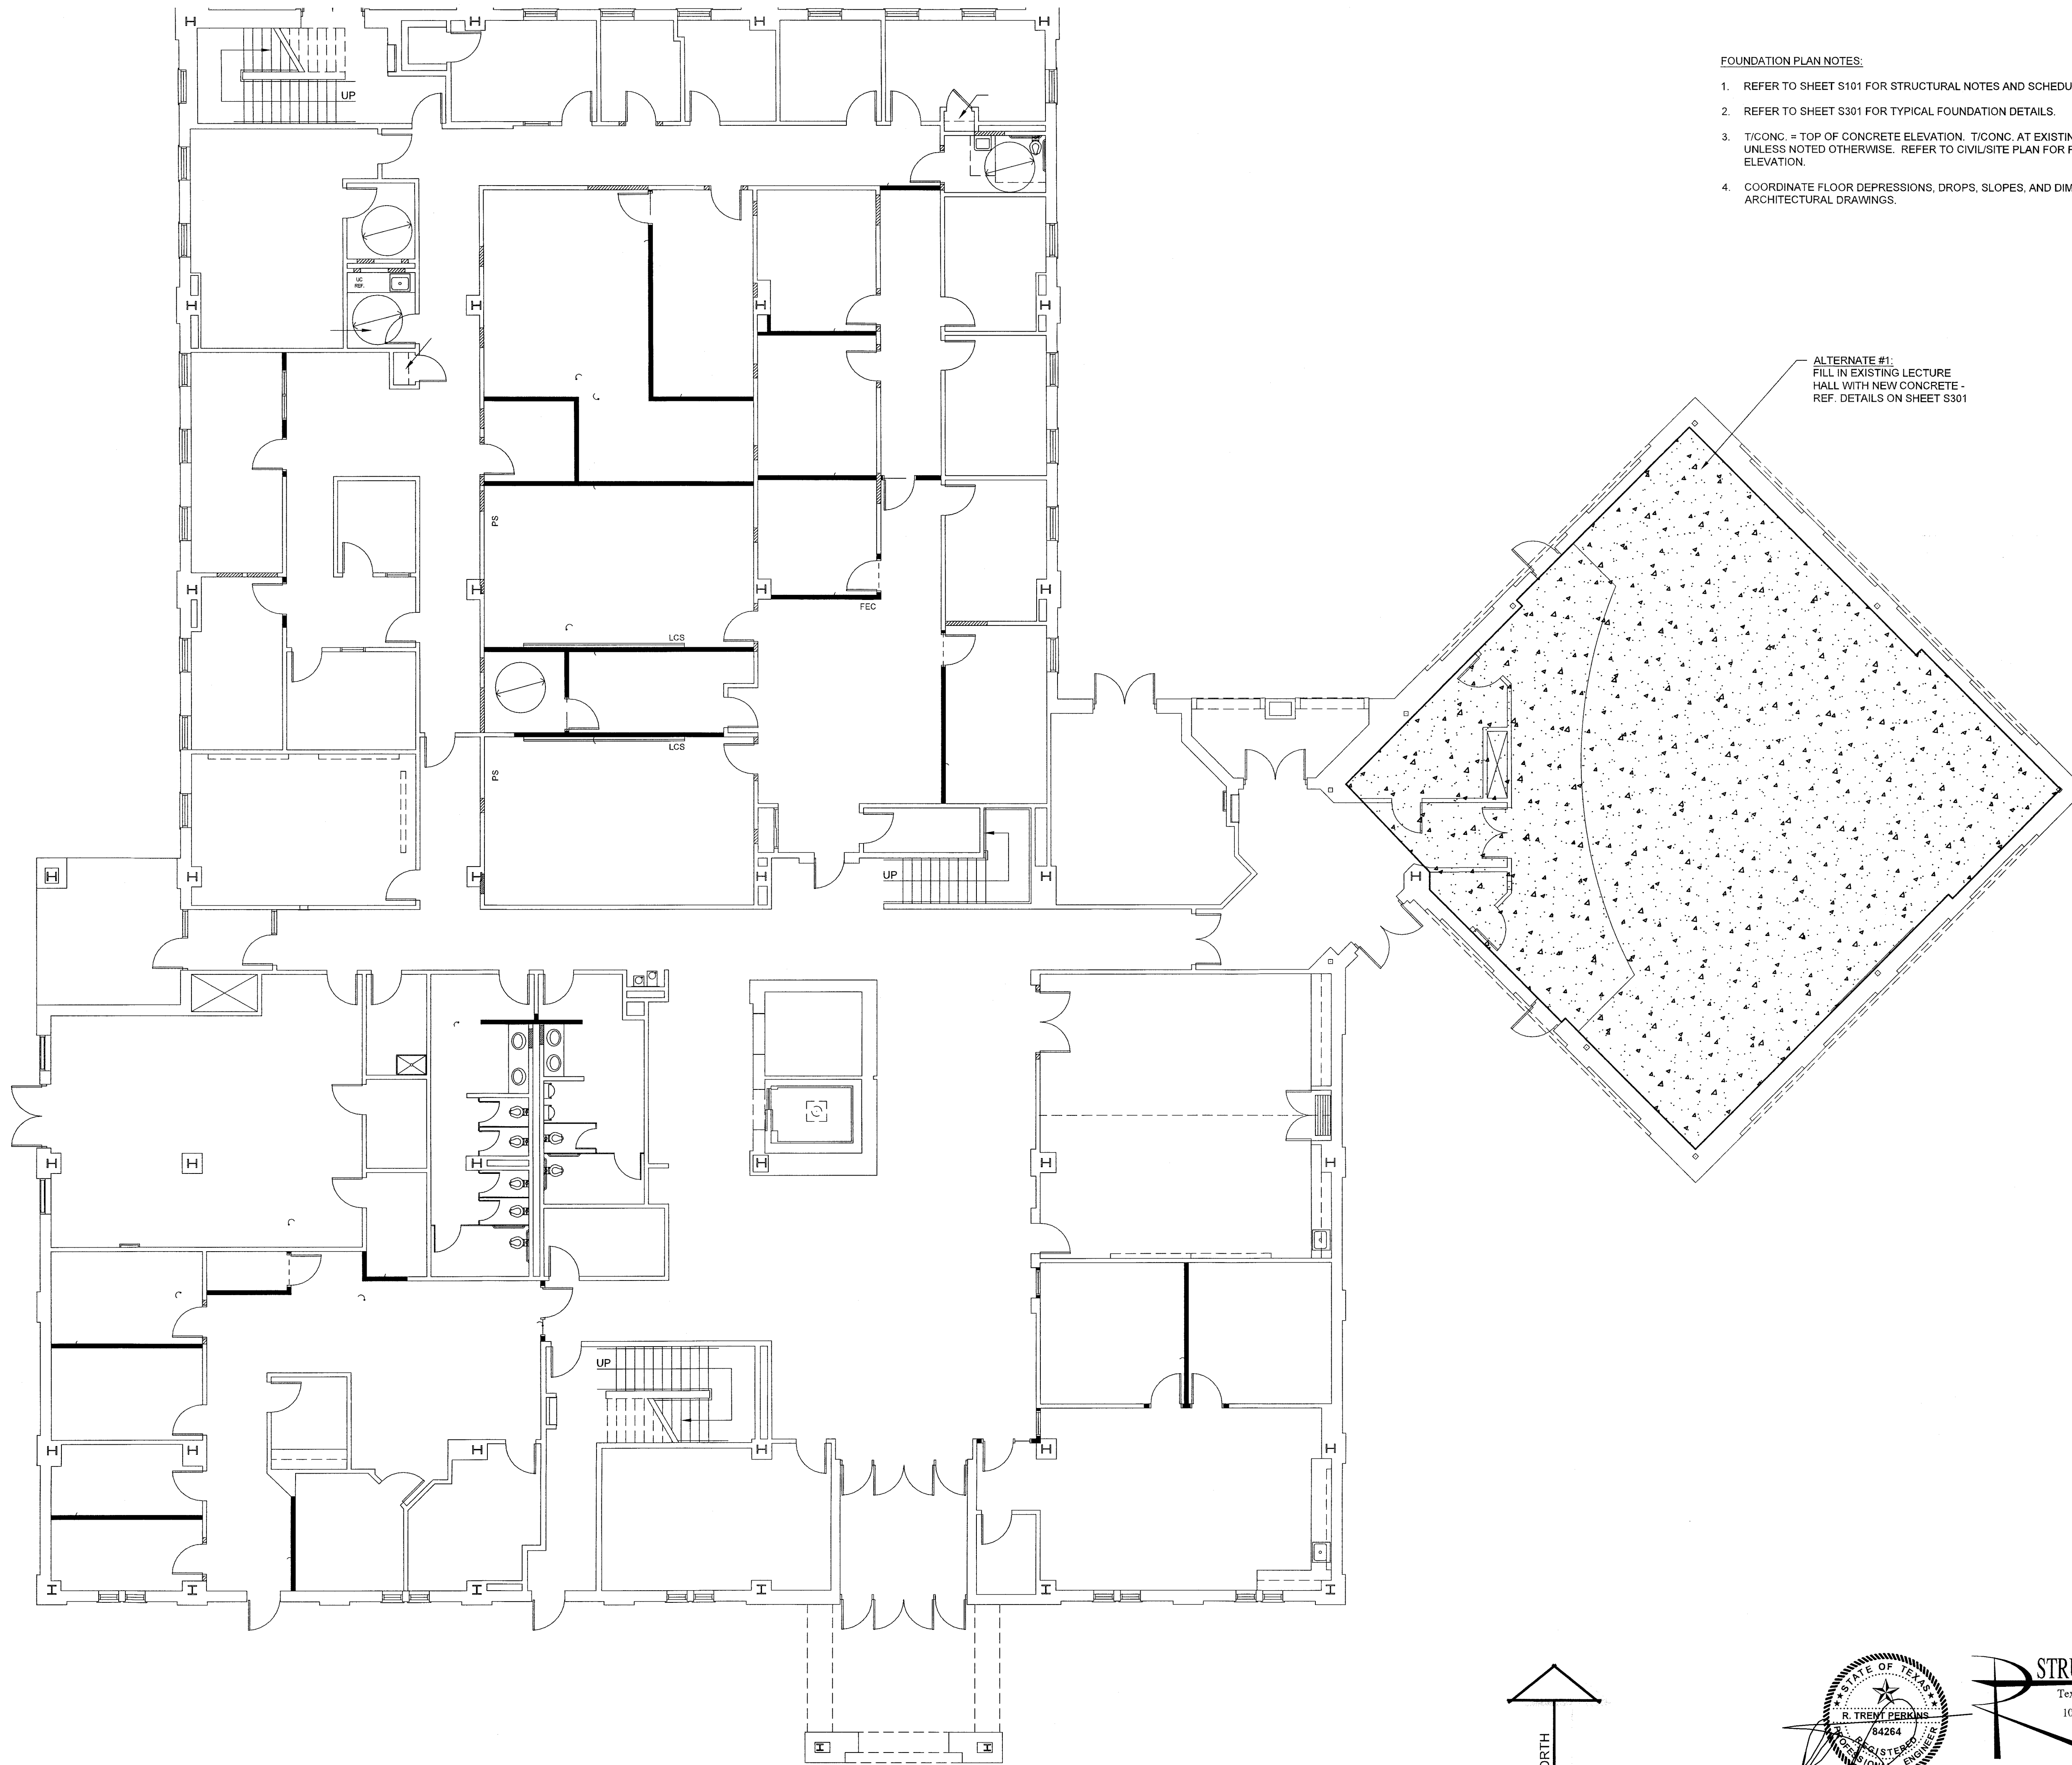 FOUNDATION PLAN NOTES:
1. REFER TO SHEET S101 FOR STRUCTURAL NOTES AND SCHEDU
2. REFER TO SHEET S301 FOR TYPICAL FOUNDATION DETAILS.
3. T/CONC. = TOP OF CONCRETE ELEVATION. T/CONC. AT EXISTIN
UNLESS NOTED OTHERWISE. REFER TO CIVIL/SITE PLAN FOR F
ELEVATION.
4. COORDINATE FLOOR DEPRESSIONS, DROPS, SLOPES, AND DIM
ARCHITECTURAL DRAWINGS.
UP
UC
REF.
ALTERNATE #1:
FILL IN EXISTING LECTURE
HALL WITH NEW CONCRETE -
REF. DETAILS ON SHEET S301
PS
FEC
LCS
LCS
PS
UP
UP
ORTH
STATE OF TEXAS
R. TRENT PERKINS
84264
REGISTERED
PROFESSIONAL ENGINEER
STRU
Tex
10